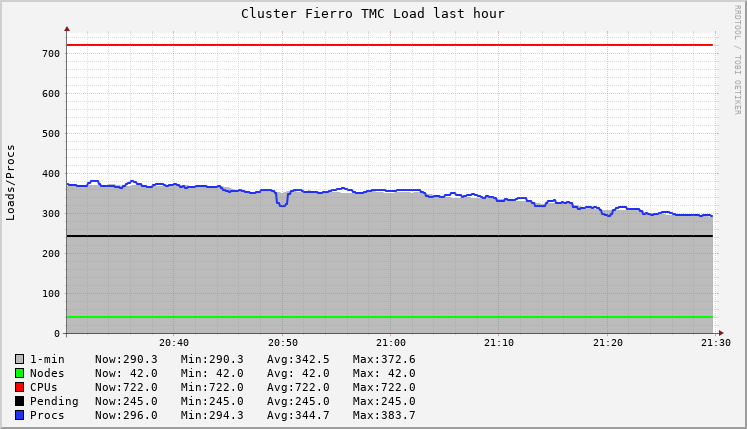 Cluster Fierro TMC Load last hour
RRDTOOL / TOBI OETIKER
Loads/Procs
700
600
500
400
300
200
100
0
20:40 20:50 21:00 21:10 21:20 21:30
1-min Now:290.3 Min:290.3 Avg:342.5 Max:372.6
Nodes Now: 42.0 Min: 42.0 Avg: 42.0 Max: 42.0
CPUs Now:722.0 Min:722.0 Avg:722.0 Max:722.0
Pending Now:245.0 Min:245.0 Avg:245.0 Max:245.0
Procs Now:296.0 Min:294.3 Avg:344.7 Max:383.7